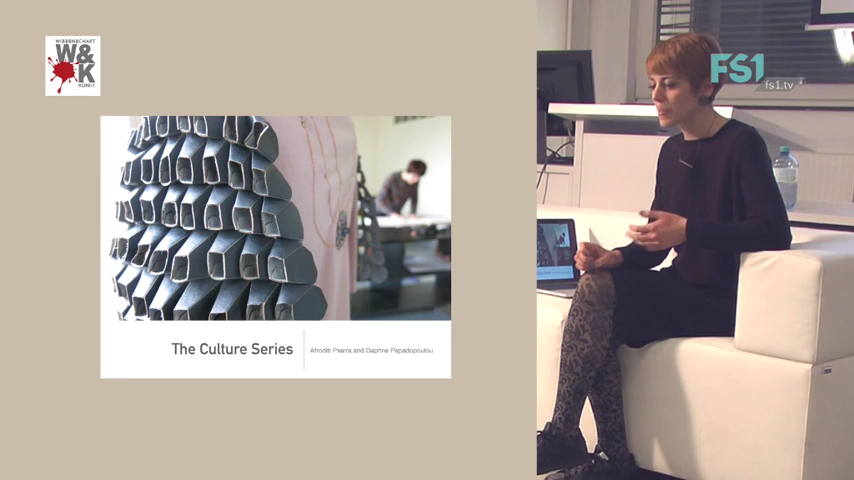 WISSENSCHAFT
W&
K
KUNST
FS1
fs1.tv
The Culture Series
Afroditi Psarra and Daphne Papadopoulou